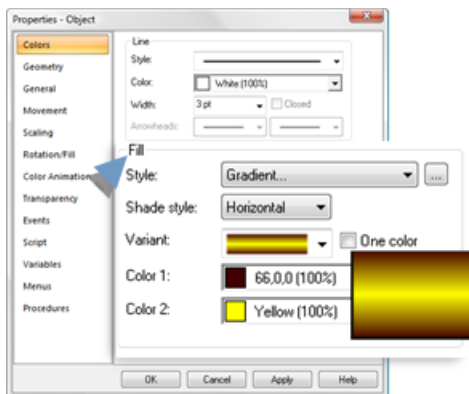 Properties - Object
Colors
Geometry
General
Movement
Scaling
Rotation/Fill
Color Animation
Transparency
Events
Script
Variables
Menus
Procedures
Line
Style:
Color: White (100%)
Width: 3 pt Closed
Arrowheads:
Fill
Style: Gradient... ...
Shade style: Horizontal
Variant: One color
Color 1: 66,0,0 (100%)
Color 2: Yellow (100%)
OK Cancel Apply Help